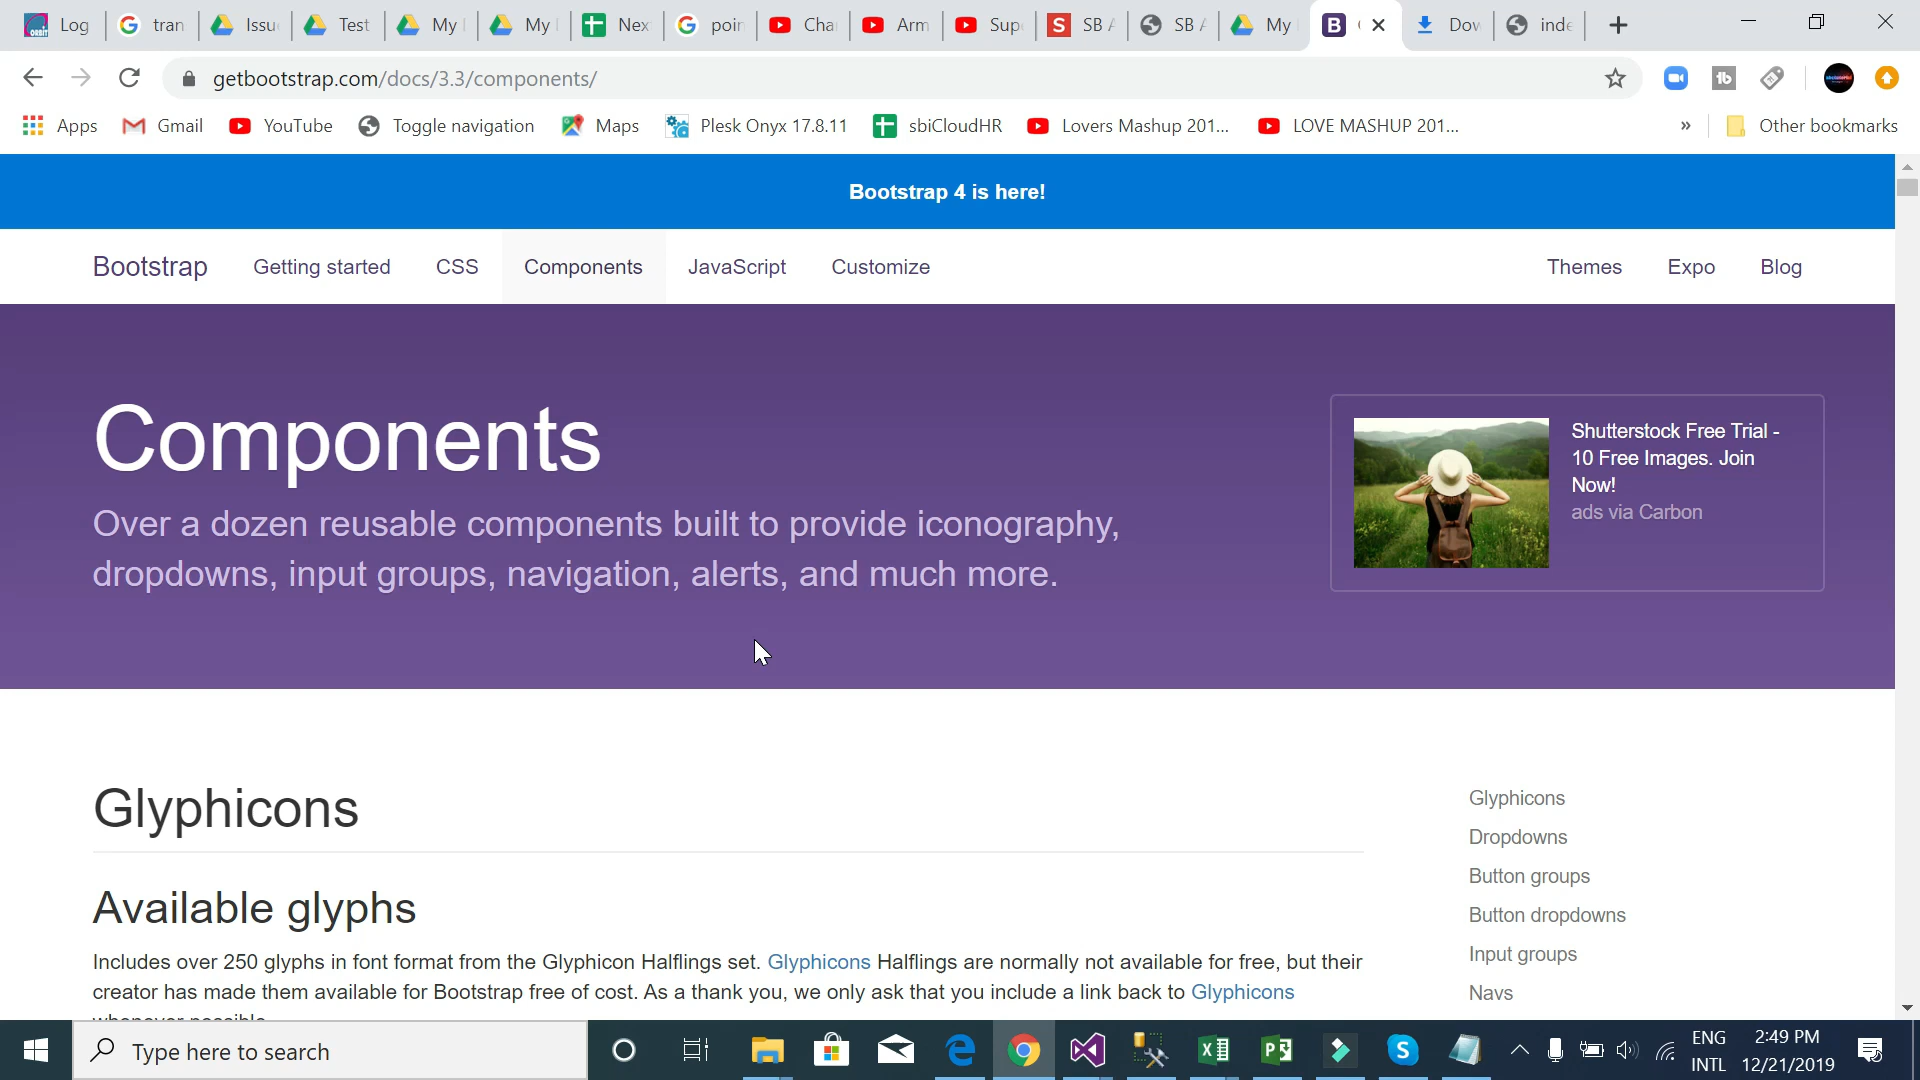 Log
tran
Issu
Test
My
My
Nex
poin
Cha
Arm
Sup
SB A
SB A
My
Dow
inde
getbootstrap.com/docs/3.3/components/
Apps
Gmail
YouTube
Toggle navigation
Maps
Plesk Onyx 17.8.11
sbiCloudHR
Lovers Mashup 201...
LOVE MASHUP 201...
»
Other bookmarks
Bootstrap 4 is here!
Bootstrap
Getting started
CSS
Components
JavaScript
Customize
Themes
Expo
Blog
Components
Over a dozen reusable components built to provide iconography,
dropdowns, input groups, navigation, alerts, and much more.
Shutterstock Free Trial -
10 Free Images. Join
Now!
ads via Carbon
Glyphicons
Available glyphs
Includes over 250 glyphs in font format from the Glyphicon Halflings set. Glyphicons Halflings are normally not available for free, but their
creator has made them available for Bootstrap free of cost. As a thank you, we only ask that you include a link back to Glyphicons
whenever possible.
Glyphicons
Dropdowns
Button groups
Button dropdowns
Input groups
Navs
Type here to search
ENG
INTL
2:49 PM
12/21/2019